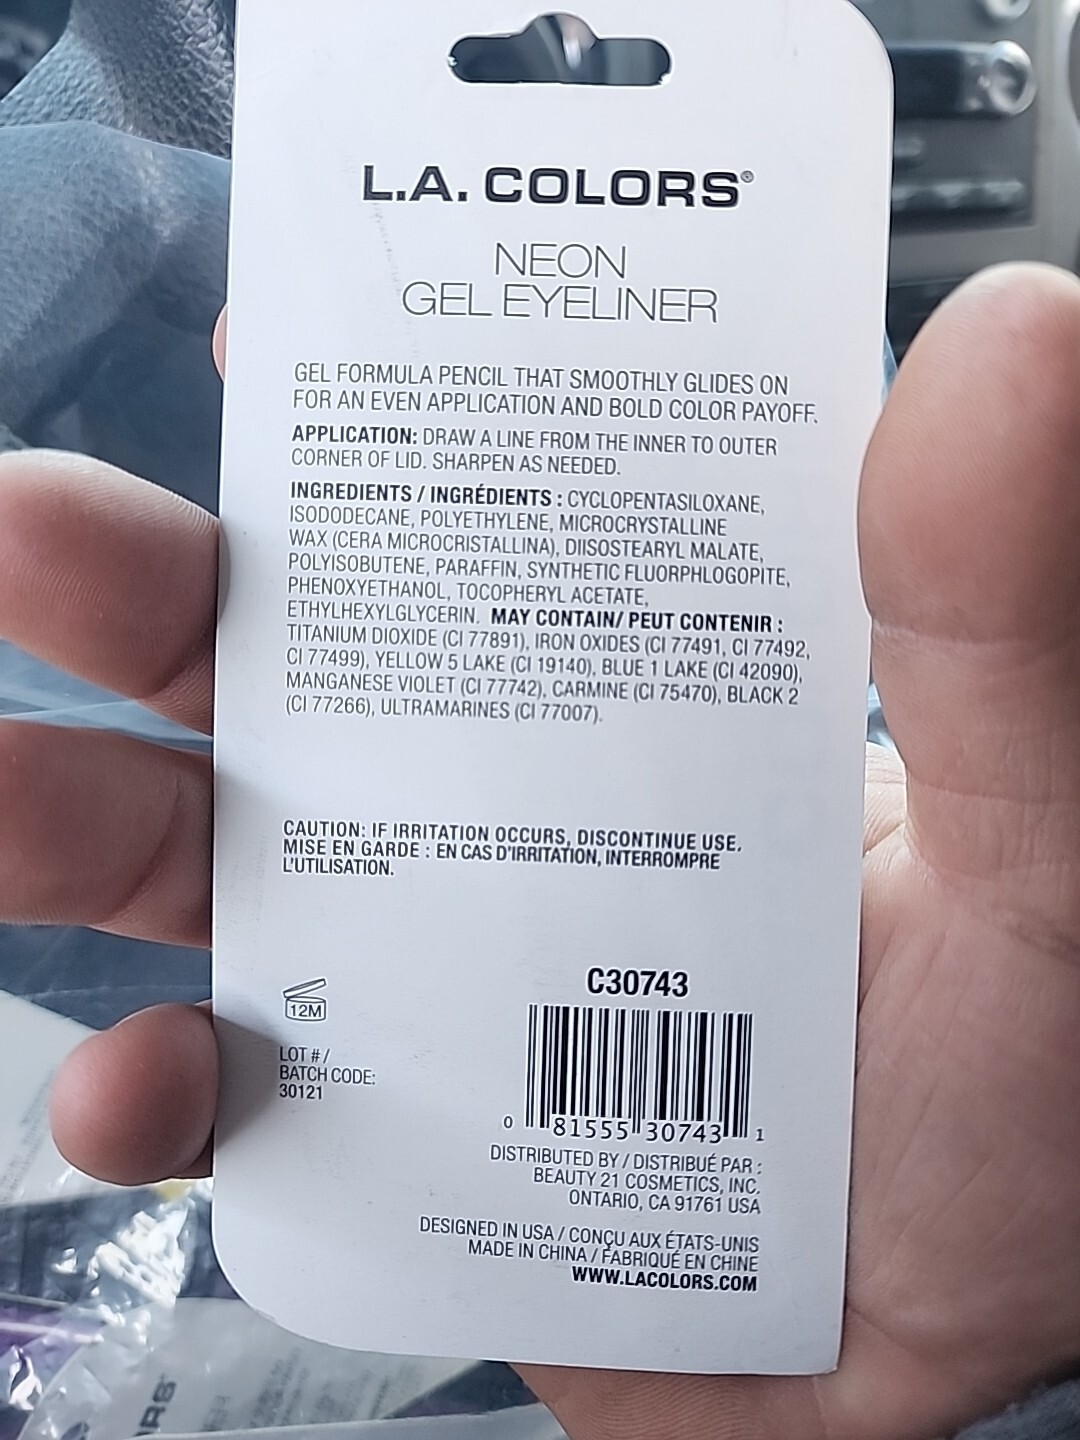 L.A. COLORS®
NEON
GEL EYELINER
GEL FORMULA PENCIL THAT SMOOTHLY GLIDES ON
FOR AN EVEN APPLICATION AND BOLD COLOR PAYOFF.
APPLICATION: DRAW A LINE FROM THE INNER TO OUTER
CORNER OF LID. SHARPEN AS NEEDED.
INGREDIENTS / INGRÉDIENTS : CYCLOPENTASILOXANE,
ISODODECANE, POLYETHYLENE, MICROCRYSTALLINE
WAX (CERA MICROCRISTALLINA), DIISOSTEARYL MALATE,
POLYISOBUTENE, PARAFFIN, SYNTHETIC FLUORPHLOGOPITE,
PHENOXYETHANOL, TOCOPHERYL ACETATE,
ETHYLHEXYLGLYCERIN. MAY CONTAIN/ PEUT CONTENIR :
TITANIUM DIOXIDE (CI 77891), IRON OXIDES (CI 77491, CI 77492,
CI 77499), YELLOW 5 LAKE (CI 19140), BLUE 1 LAKE (CI 42090),
MANGANESE VIOLET (CI 77742), CARMINE (CI 75470), BLACK 2
(CI 77266), ULTRAMARINES (CI 77007).
CAUTION: IF IRRITATION OCCURS, DISCONTINUE USE.
MISE EN GARDE : EN CAS D'IRRITATION, INTERROMPRE
L'UTILISATION.
12M
LOT # /
BATCH CODE:
30121
C30743
0 81555 30743 1
DISTRIBUTED BY / DISTRIBUÉ PAR :
BEAUTY 21 COSMETICS, INC.
ONTARIO, CA 91761 USA
DESIGNED IN USA / CONÇU AUX ÉTATS-UNIS
MADE IN CHINA / FABRIQUÉ EN CHINE
WWW.LACOLORS.COM